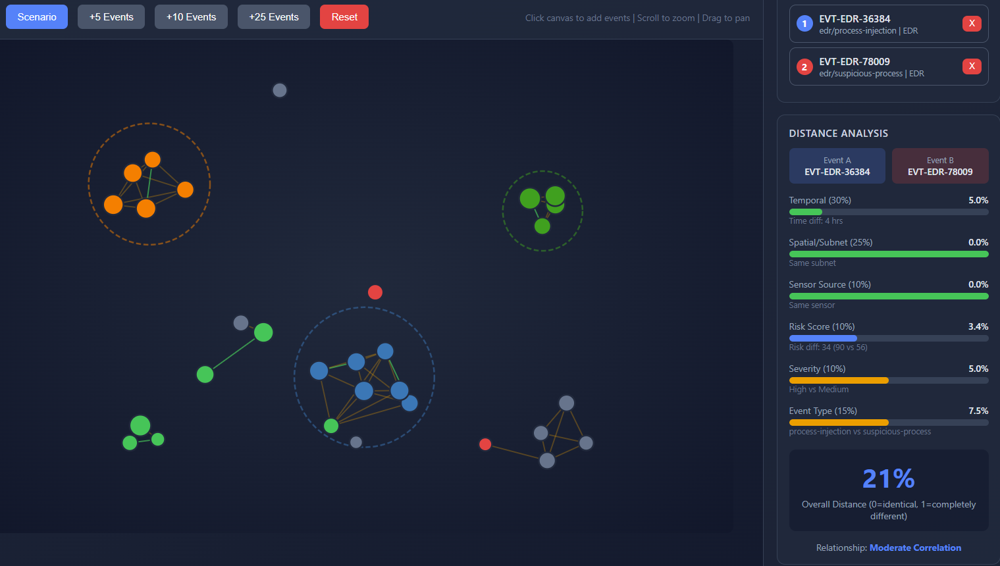 Scenario
+5 Events
+10 Events
+25 Events
Reset
Click canvas to add events | Scroll to zoom | Drag to pan
1
EVT-EDR-36384
edr/process-injection | EDR
X
2
EVT-EDR-78009
edr/suspicious-process | EDR
X
DISTANCE ANALYSIS
Event A
EVT-EDR-36384
Event B
EVT-EDR-78009
Temporal (30%)
5.0%
Time diff: 4 hrs
Spatial/Subnet (25%)
0.0%
Same subnet
Sensor Source (10%)
0.0%
Same sensor
Risk Score (10%)
3.4%
Risk diff: 34 (90 vs 56)
Severity (10%)
5.0%
High vs Medium
Event Type (15%)
7.5%
process-injection vs suspicious-process
21%
Overall Distance (0=identical, 1=completely
different)
Relationship: Moderate Correlation